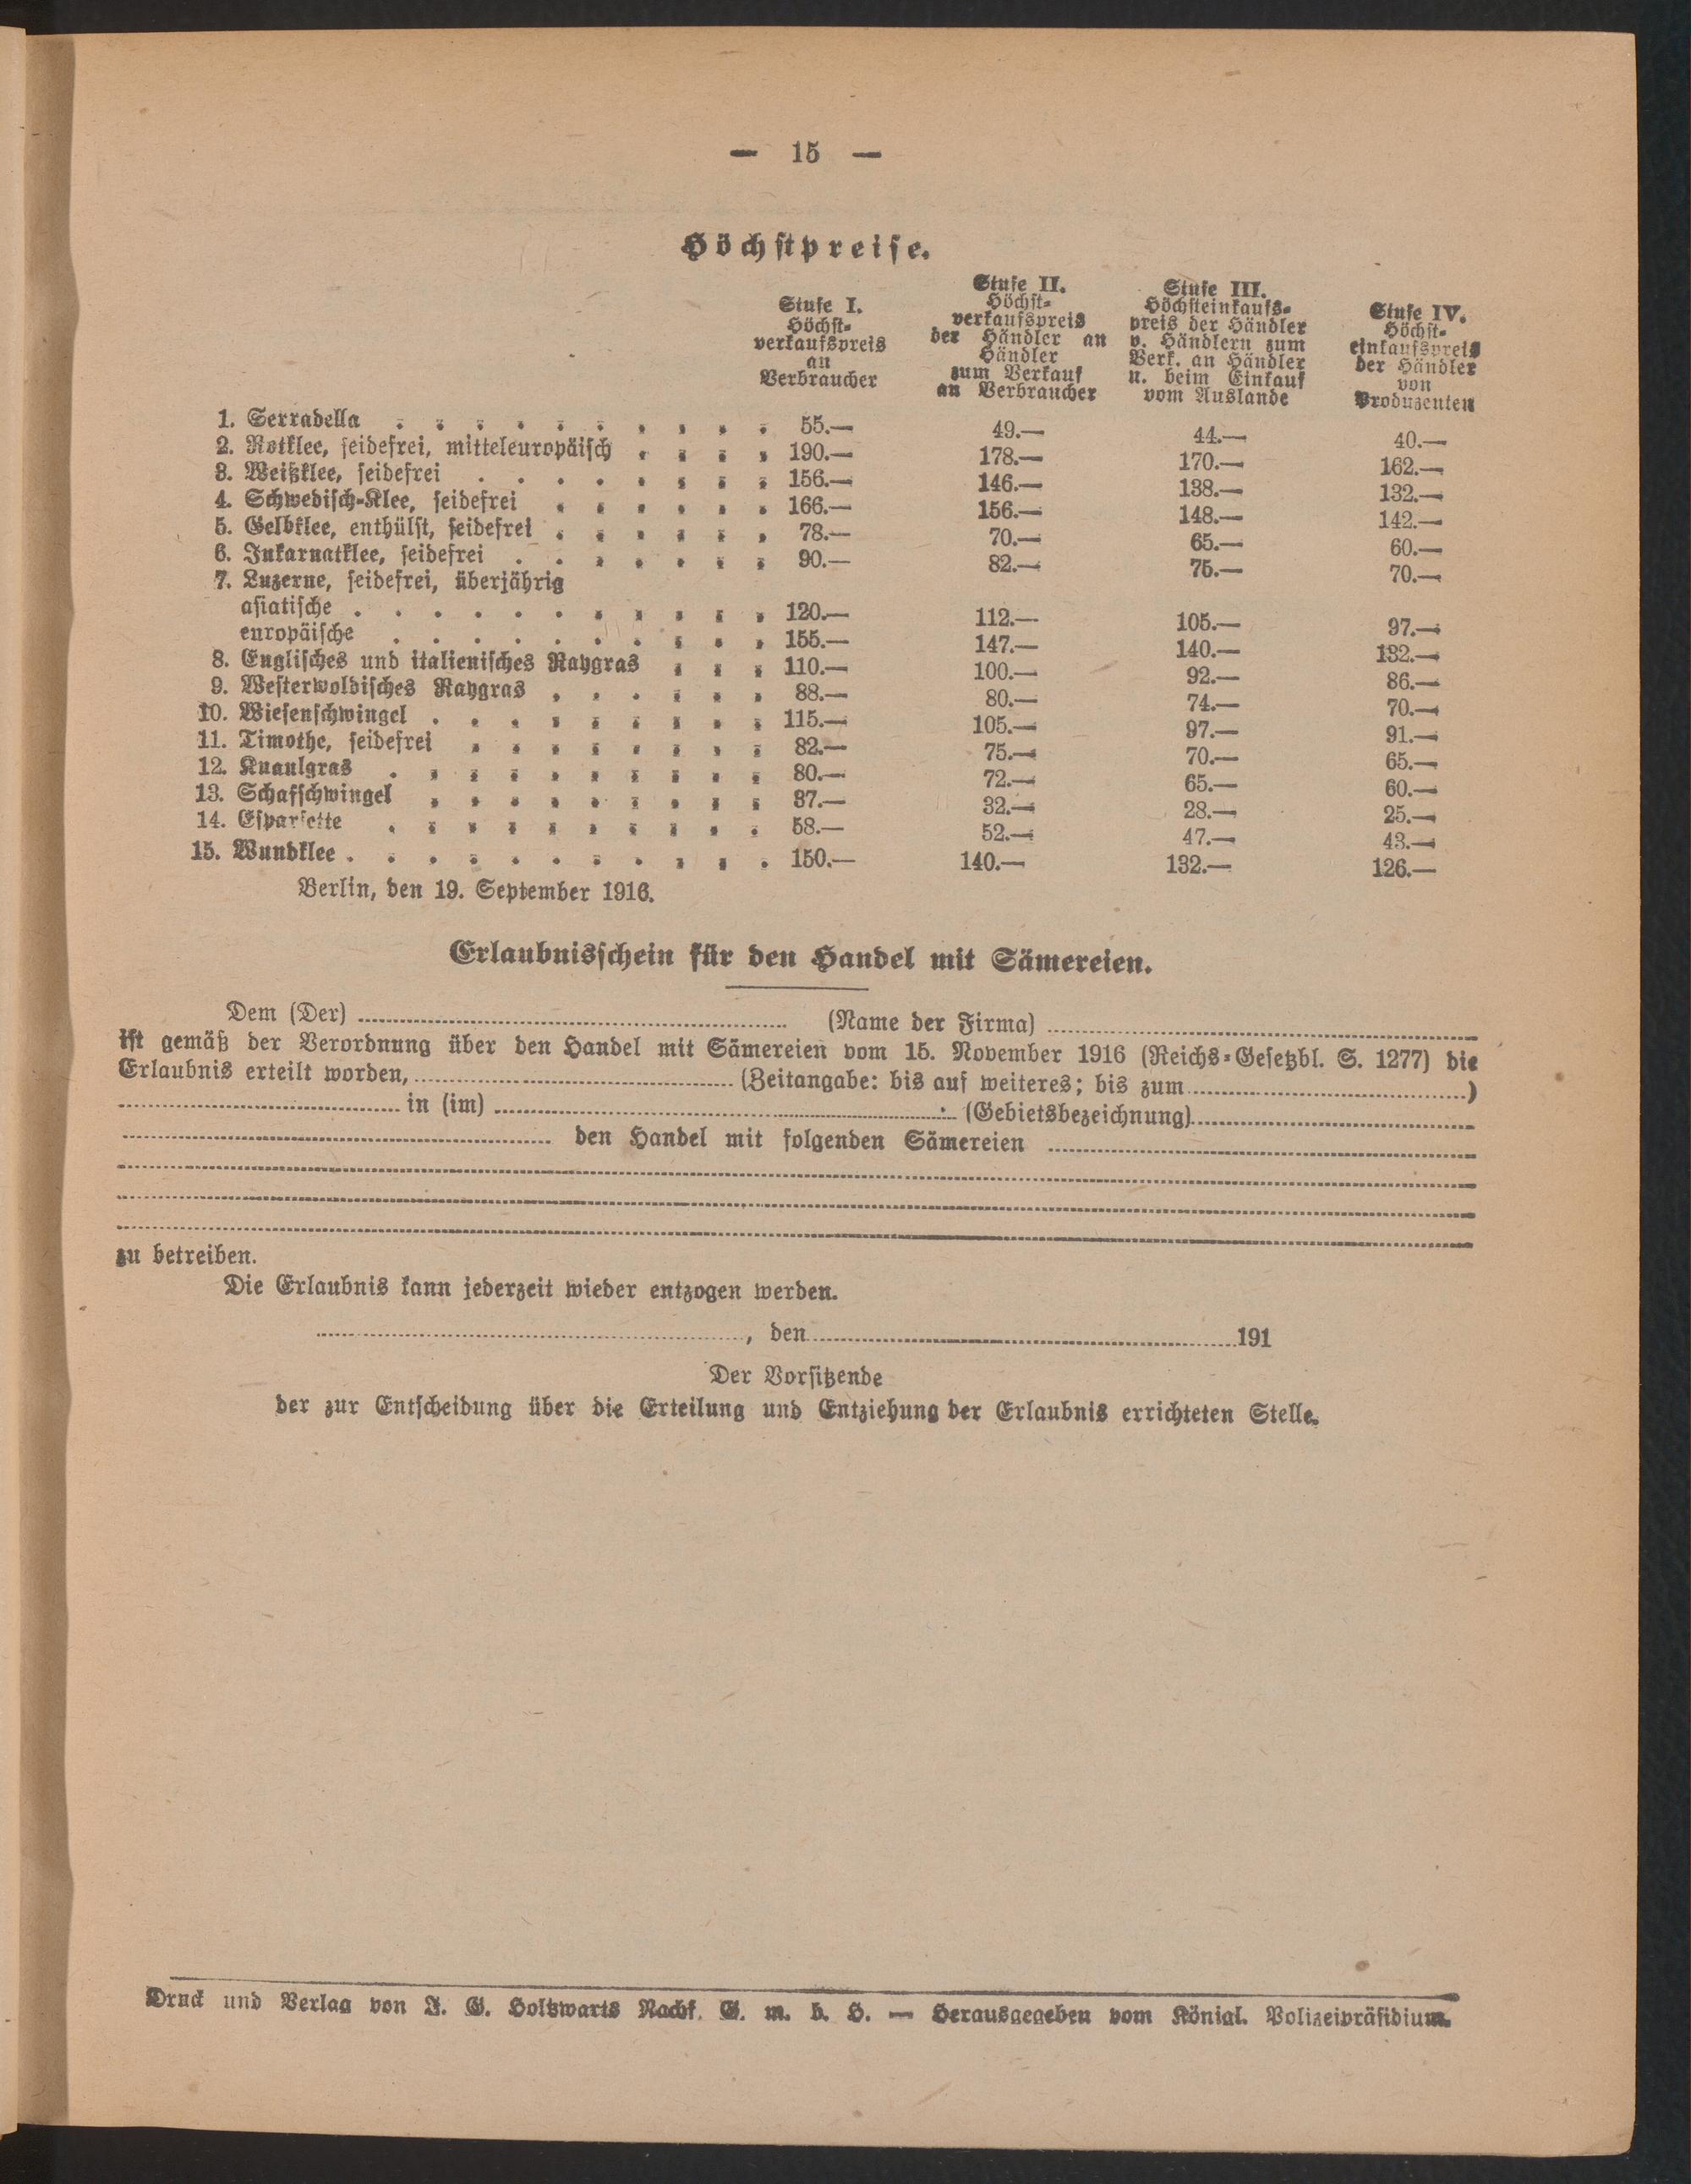 — 15 —
Höchstpreise.
Stufe I. Höchst-verkaufspreis an Verbraucher
Stufe II. Höchst-verkaufspreis der Händler an Händler zum Verkauf an Verbraucher
Stufe III. Höchsteinkaufs-preis der Händler v. Händlern zum Verk. an Händler u. beim Einkauf vom Auslande
Stufe IV. Höchst-einkaufspreis der Händler von Produzenten
1. Serradella . . . . . . . . . . 55.— 49.— 44.— 40.—
2. Rotklee, seidefrei, mitteleuropäisch . . . . 190.— 178.— 170.— 162.—
3. Weißklee, seidefrei . . . . . . . . 156.— 146.— 138.— 132.—
4. Schwedisch-Klee, seidefrei . . . . . . 166.— 156.— 148.— 142.—
5. Gelbklee, enthülst, seidefrei . . . . . . 78.— 70.— 65.— 60.—
6. Inkarnatklee, seidefrei . . . . . . . 90.— 82.— 75.— 70.—
7. Luzerne, seidefrei, überjährig
asiatische . . . . . . . . . . . 120.— 112.— 105.— 97.—
europäische . . . . . . . . . . 155.— 147.— 140.— 132.—
8. Englisches und italienisches Raygras . . . 110.— 100.— 92.— 86.—
9. Westerwoldisches Raygras . . . . . . 88.— 80.— 74.— 70.—
10. Wiesenschwingel . . . . . . . . . 115.— 105.— 97.— 91.—
11. Timothe, seidefrei . . . . . . . . 82.— 75.— 70.— 65.—
12. Knaulgras . . . . . . . . . . 80.— 72.— 65.— 60.—
13. Schafschwingel . . . . . . . . . 37.— 32.— 28.— 25.—
14. Esparsette . . . . . . . . . . 58.— 52.— 47.— 43.—
15. Wundklee . . . . . . . . . . . 150.— 140.— 132.— 126.—
Berlin, den 19. September 1916.
Erlaubnisschein für den Handel mit Sämereien.
Dem (Der) .......... (Name der Firma) ..........
ist gemäß der Verordnung über den Handel mit Sämereien vom 15. November 1916 (Reichs-Gesetzbl. S. 1277) die
Erlaubnis erteilt worden, .......... (Zeitangabe: bis auf weiteres; bis zum ..........)
.......... in (im) .......... (Gebietsbezeichnung) ..........
.......... den Handel mit folgenden Sämereien ..........
zu betreiben.
Die Erlaubnis kann jederzeit wieder entzogen werden.
.........., den .......... 191
Der Vorsitzende
der zur Entscheidung über die Erteilung und Entziehung der Erlaubnis errichteten Stelle.
Druck und Verlag von J. G. Holtzwarts Nachf. G. m. b. H. — Herausgegeben vom Königl. Polizeipräsidium.